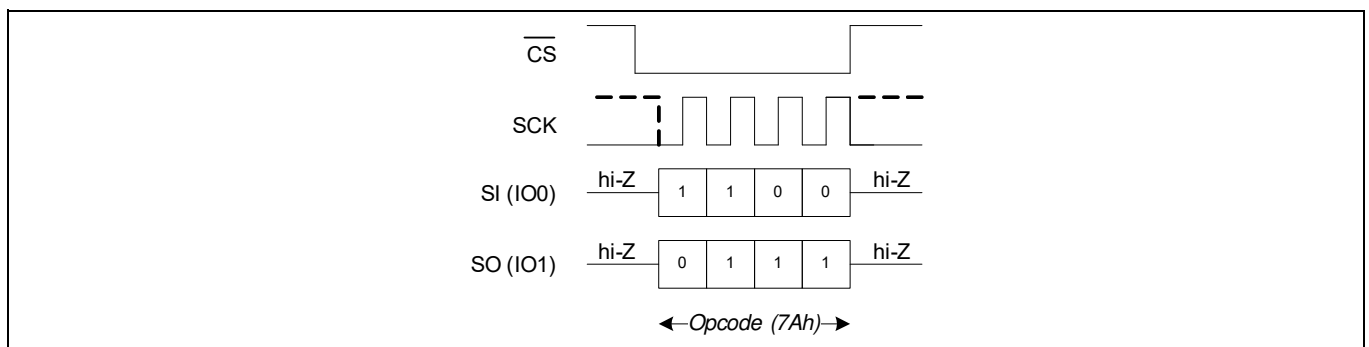 CS
SCK
SI (IO0) hi-Z 1 1 0 0 hi-Z
SO (IO1) hi-Z 0 1 1 1 hi-Z
Opcode (7Ah)